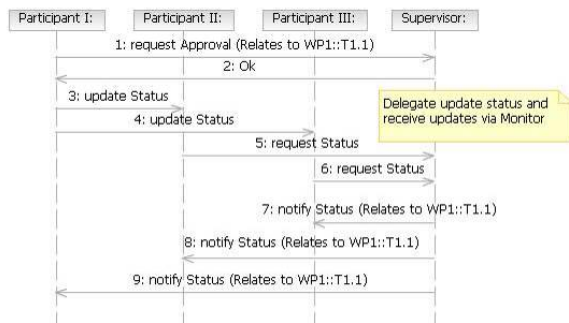 Participant I:
Participant II:
Participant III:
Supervisor:
1: request Approval (Relates to WP1::T1.1)
2: Ok
3: update Status
4: update Status
Delegate update status and
receive updates via Monitor
5: request Status
6: request Status
7: notify Status (Relates to WP1::T1.1)
8: notify Status (Relates to WP1::T1.1)
9: notify Status (Relates to WP1::T1.1)